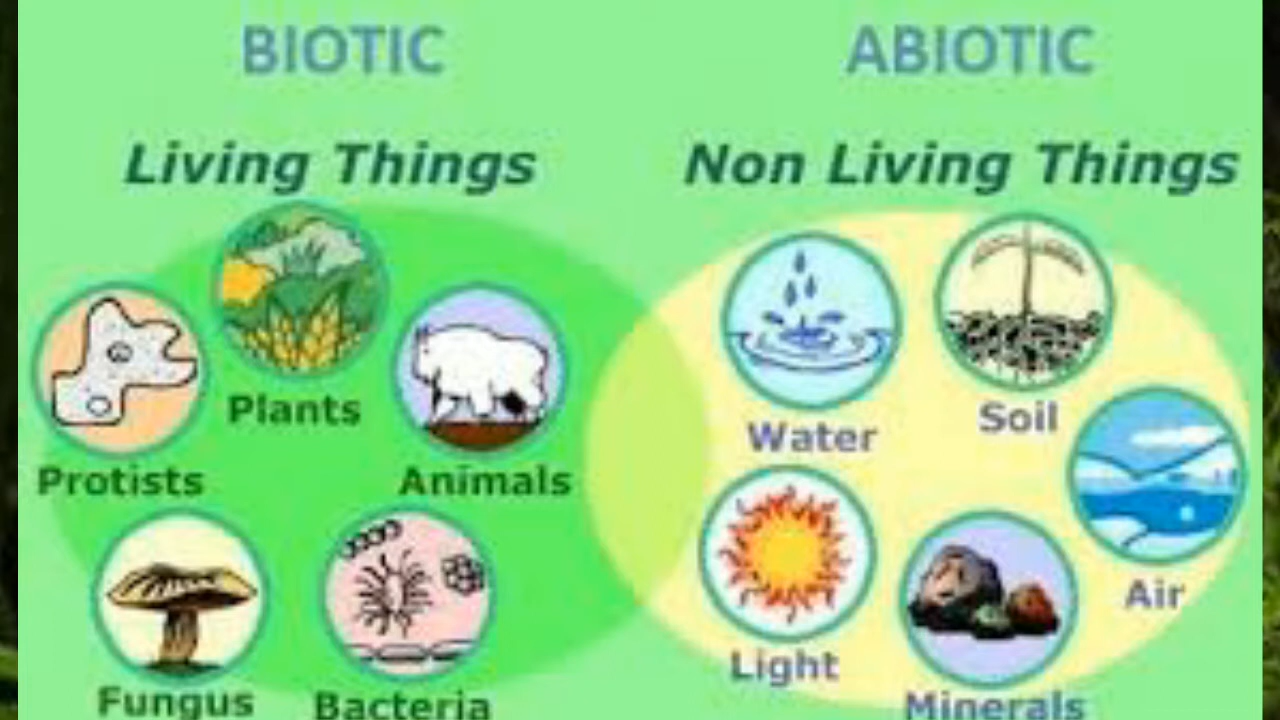 BIOTIC
ABIOTIC
Living Things
Non Living Things
Plants
Protists
Animals
Fungus
Bacteria
Water
Soil
Air
Light
Minerals